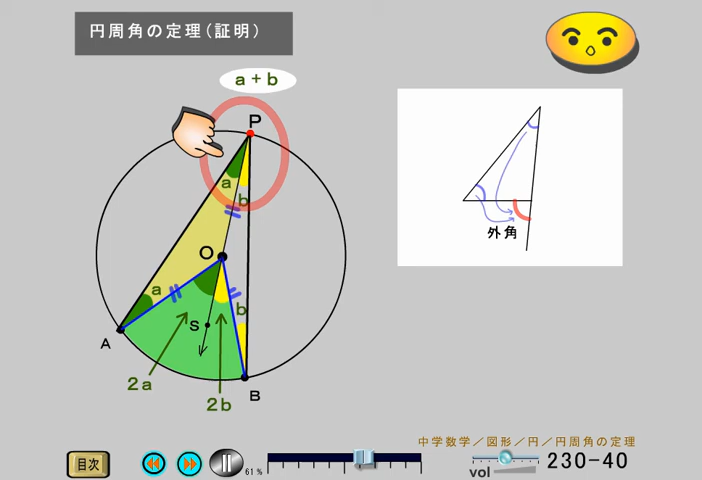 円周角の定理(証明)
a + b
P
a
b
O
a
b
S
A
B
2a
2b
外角
中学数学／図形／円／円周角の定理
目次
61 %
vol
230-40